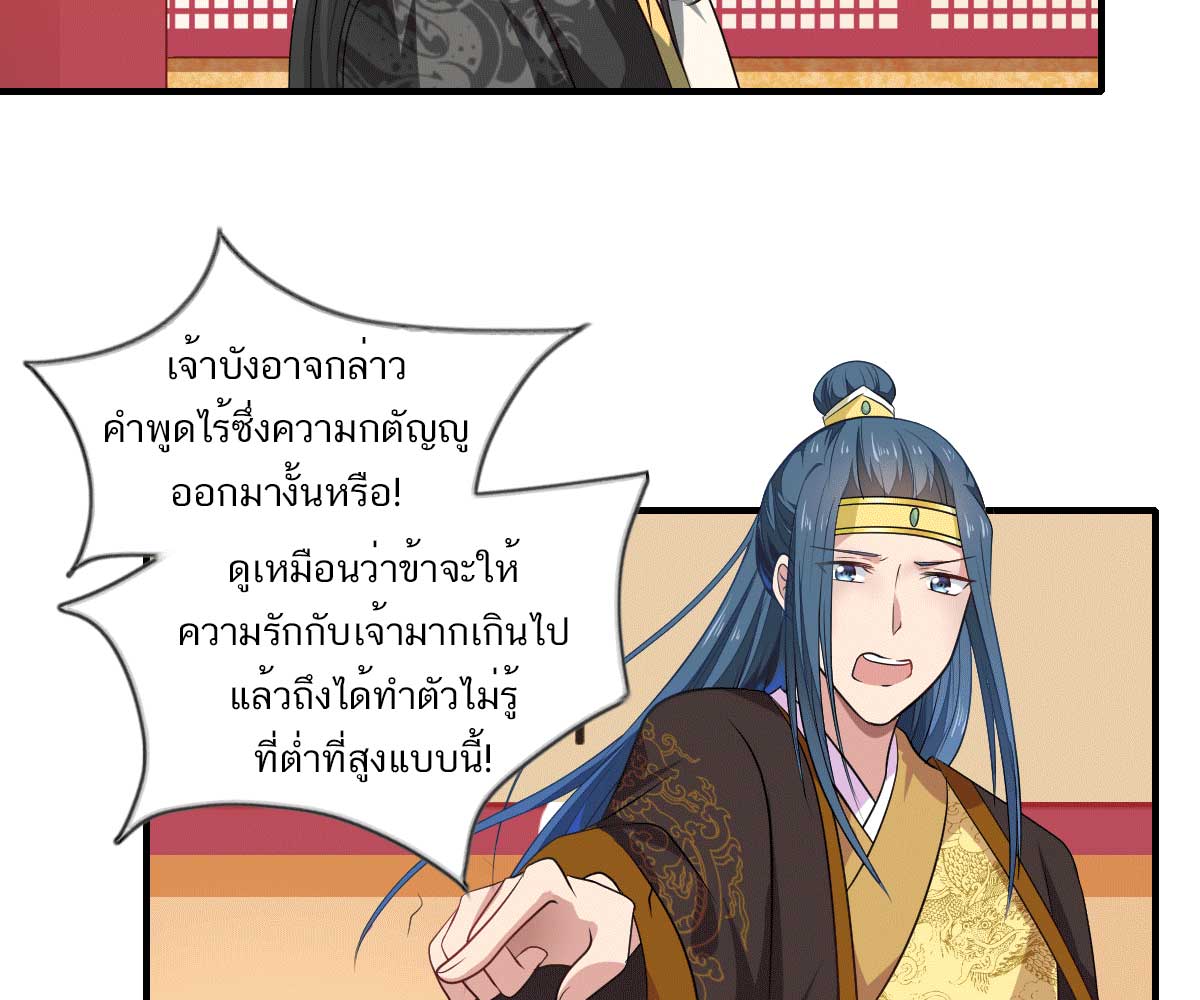 เจ้าบังอาจกล่าว
คำพูดไร้ซึ่งความกตัญญู
ออกมางั้นหรือ!
ดูเหมือนว่าข้าจะให้
ความรักกับเจ้ามากเกินไป
แล้วถึงได้ทำตัวไม่รู้
ที่ต่ำที่สูงแบบนี้!